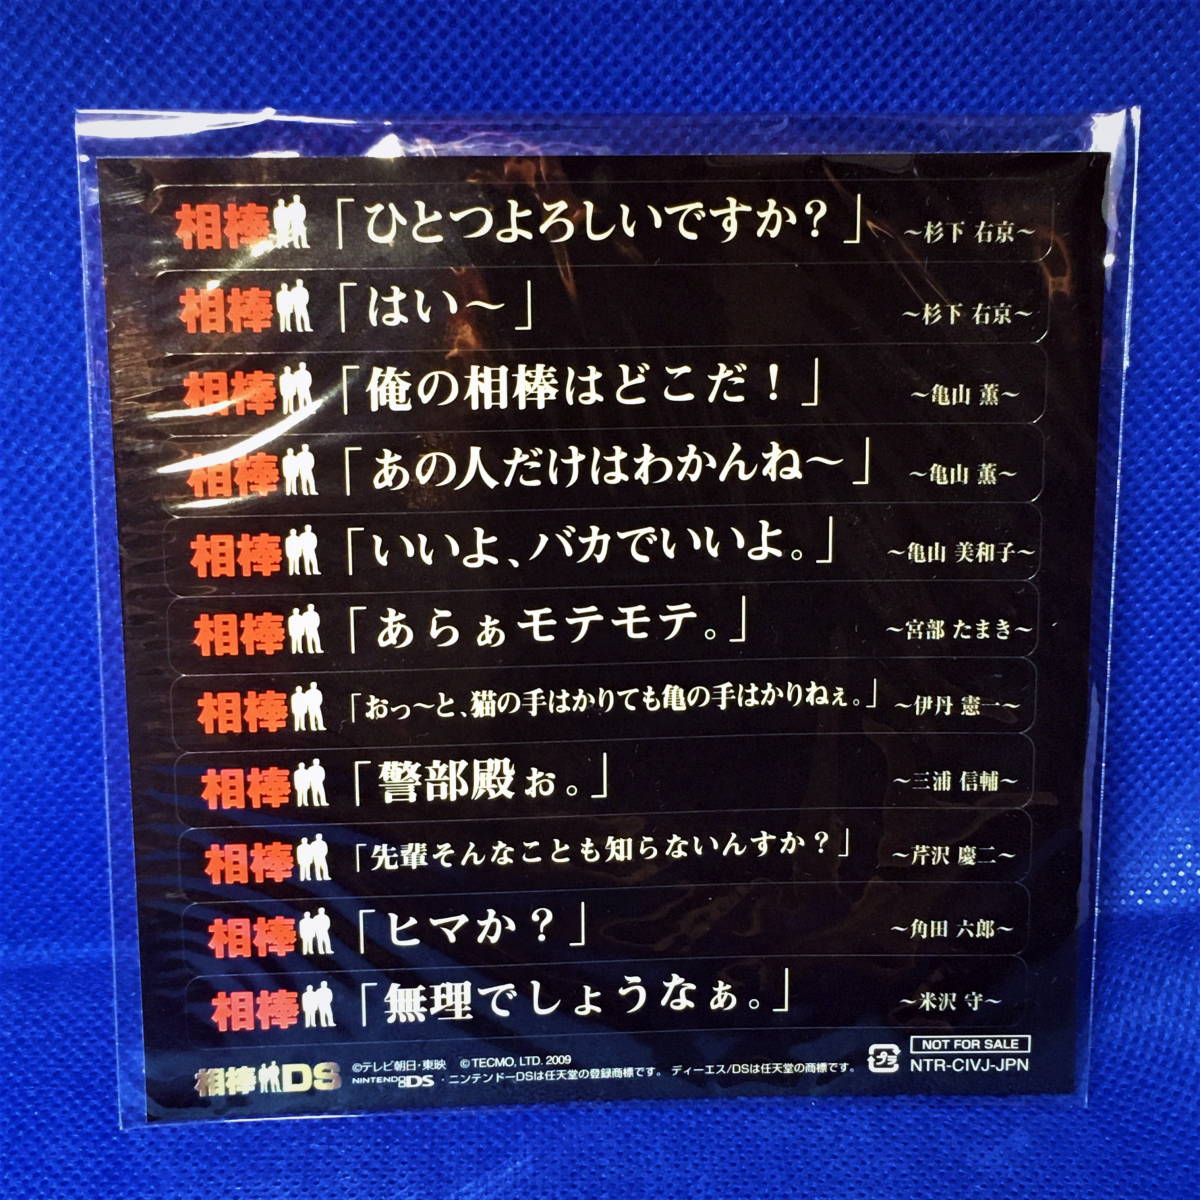 相棒 「ひとつよろしいですか？」 ～杉下 右京～
相棒 「はい～」 ～杉下 右京～
相棒 「俺の相棒はどこだ！」 ～亀山 薫～
相棒 「あの人だけはわかんね～」 ～亀山 薫～
相棒 「いいよ、バカでいいよ。」 ～亀山 美和子～
相棒 「あらぁモテモテ。」 ～宮部 たまき～
相棒 「おっ～と、猫の手はかりても亀の手はかりねぇ。」 ～伊丹 憲一～
相棒 「警部殿ぉ。」 ～三浦 信輔～
相棒 「先輩そんなことも知らないんすか？」 ～芹沢 慶二～
相棒 「ヒマか？」 ～角田 六郎～
相棒 「無理でしょうなぁ。」 ～米沢 守～
相棒DS ©テレビ朝日・東映 ©TECMO, LTD. 2009 プラ NOT FOR SALE
NINTENDO DS・ニンテンドーDSは任天堂の登録商標です。 ディーエス/DSは任天堂の商標です。 NTR-CIVJ-JPN